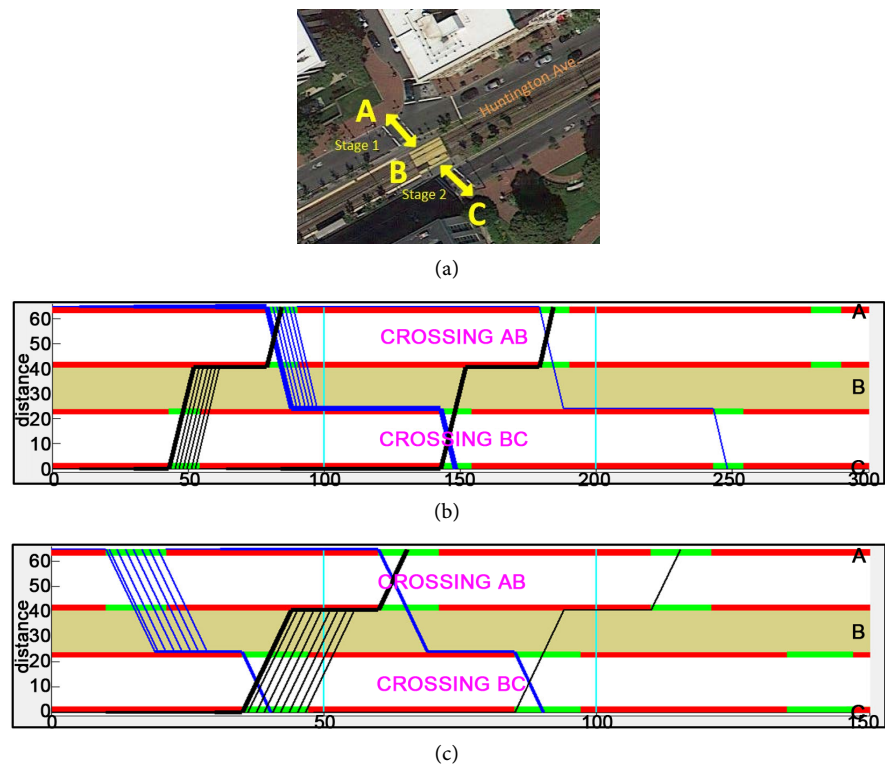 A
Huntington Ave.
Stage 1
B
Stage 2
C
(a)
distance
60
50
40
30
20
10
0
CROSSING AB
CROSSING BC
A
B
C
0 50 100 150 200 250 300
(b)
distance
60
50
40
30
20
10
0
CROSSING AB
CROSSING BC
A
B
C
0 50 100 150
(c)